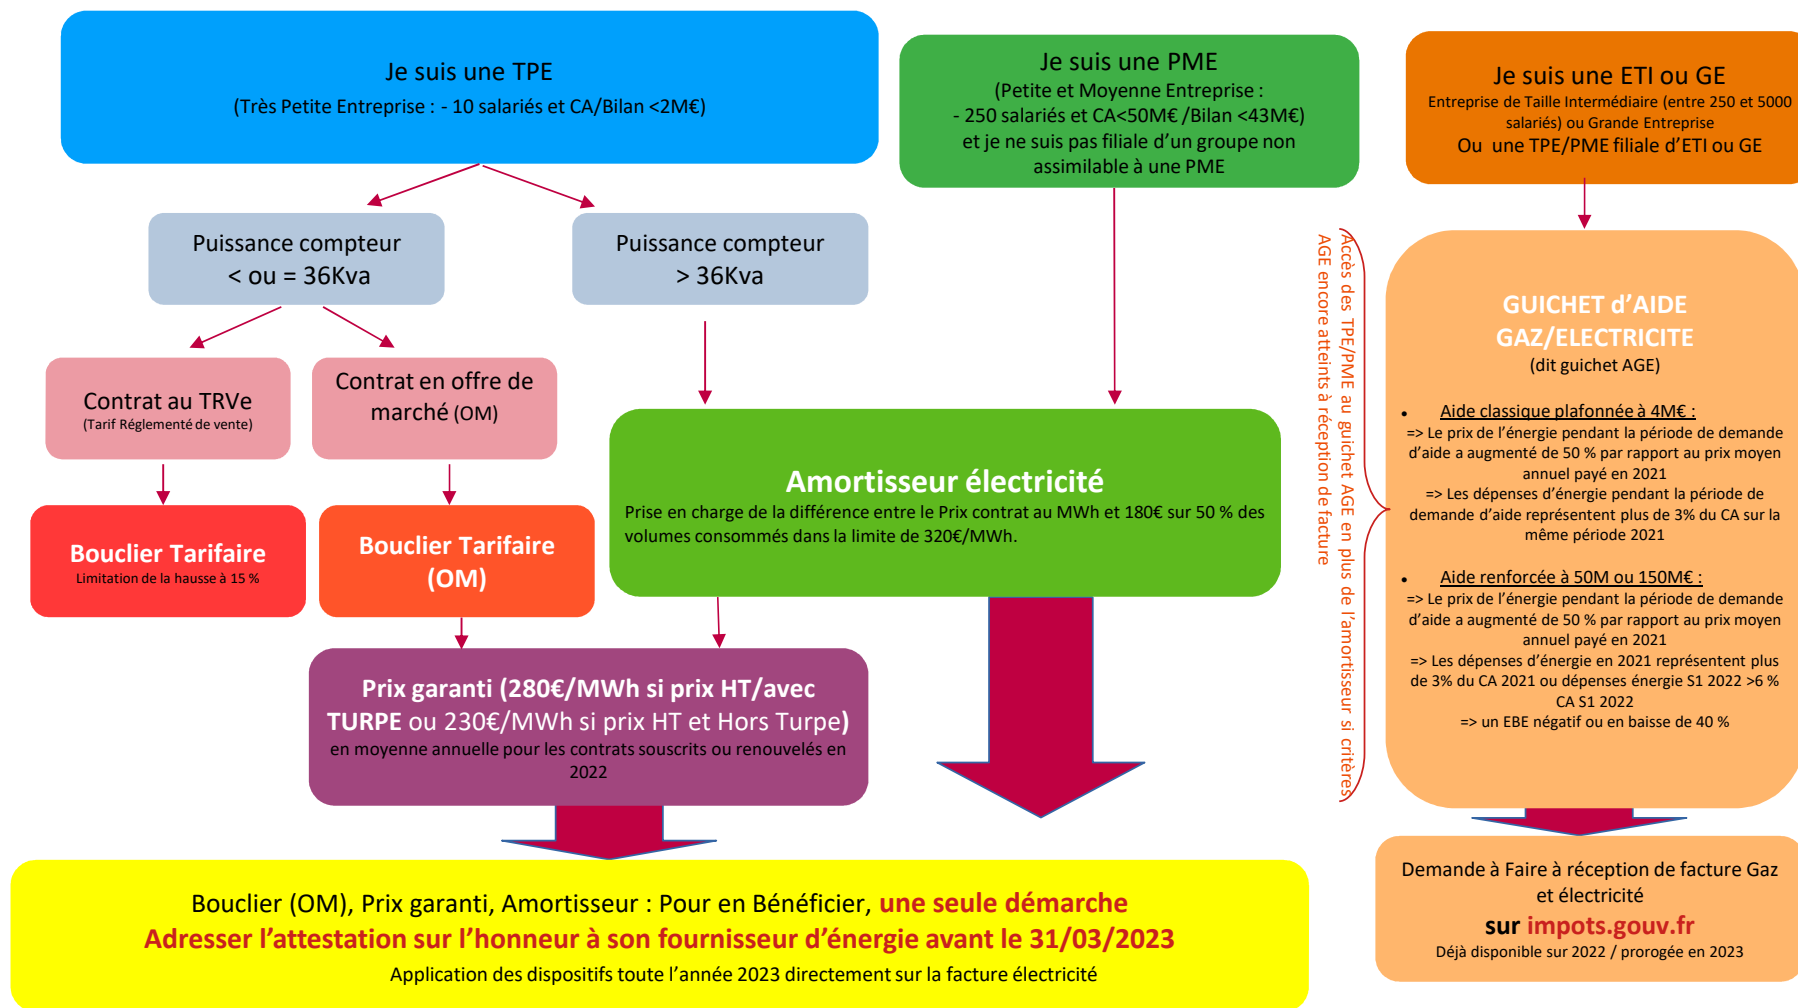 Je suis une TPE
(Très Petite Entreprise : - 10 salariés et CA/Bilan <2M€)
Je suis une PME
(Petite et Moyenne Entreprise :
- 250 salariés et CA<50M€ /Bilan <43M€)
et je ne suis pas filiale d'un groupe non
assimilable à une PME
Je suis une ETI ou GE
Entreprise de Taille Intermédiaire (entre 250 et 5000
salariés) ou Grande Entreprise
Ou une TPE/PME filiale d'ETI ou GE
Puissance compteur
< ou = 36Kva
Puissance compteur
> 36Kva
Contrat au TRVe
(Tarif Réglementé de vente)
Contrat en offre de
marché (OM)
Bouclier Tarifaire
Limitation de la hausse à 15 %
Bouclier Tarifaire
(OM)
Amortisseur électricité
Prise en charge de la différence entre le Prix contrat au MWh et 180€ sur 50 % des
volumes consommés dans la limite de 320€/MWh.
Prix garanti (280€/MWh si prix HT/avec
TURPE ou 230€/MWh si prix HT et Hors Turpe)
en moyenne annuelle pour les contrats souscrits ou renouvelés en
2022
Accès des TPE/PME au guichet AGE en plus de l'amortisseur si critères
AGE encore atteints à réception de facture
GUICHET d'AIDE
GAZ/ELECTRICITE
(dit guichet AGE)
• Aide classique plafonnée à 4M€ :
=> Le prix de l'énergie pendant la période de demande
d'aide a augmenté de 50 % par rapport au prix moyen
annuel payé en 2021
=> Les dépenses d'énergie pendant la période de
demande d'aide représentent plus de 3% du CA sur la
même période 2021
• Aide renforcée à 50M ou 150M€ :
=> Le prix de l'énergie pendant la période de demande
d'aide a augmenté de 50 % par rapport au prix moyen
annuel payé en 2021
=> Les dépenses d'énergie en 2021 représentent plus
de 3% du CA 2021 ou dépenses énergie S1 2022 >6 %
CA S1 2022
=> un EBE négatif ou en baisse de 40 %
Bouclier (OM), Prix garanti, Amortisseur : Pour en Bénéficier, une seule démarche
Adresser l'attestation sur l'honneur à son fournisseur d'énergie avant le 31/03/2023
Application des dispositifs toute l'année 2023 directement sur la facture électricité
Demande à Faire à réception de facture Gaz
et électricité
sur impots.gouv.fr
Déjà disponible sur 2022 / prorogée en 2023